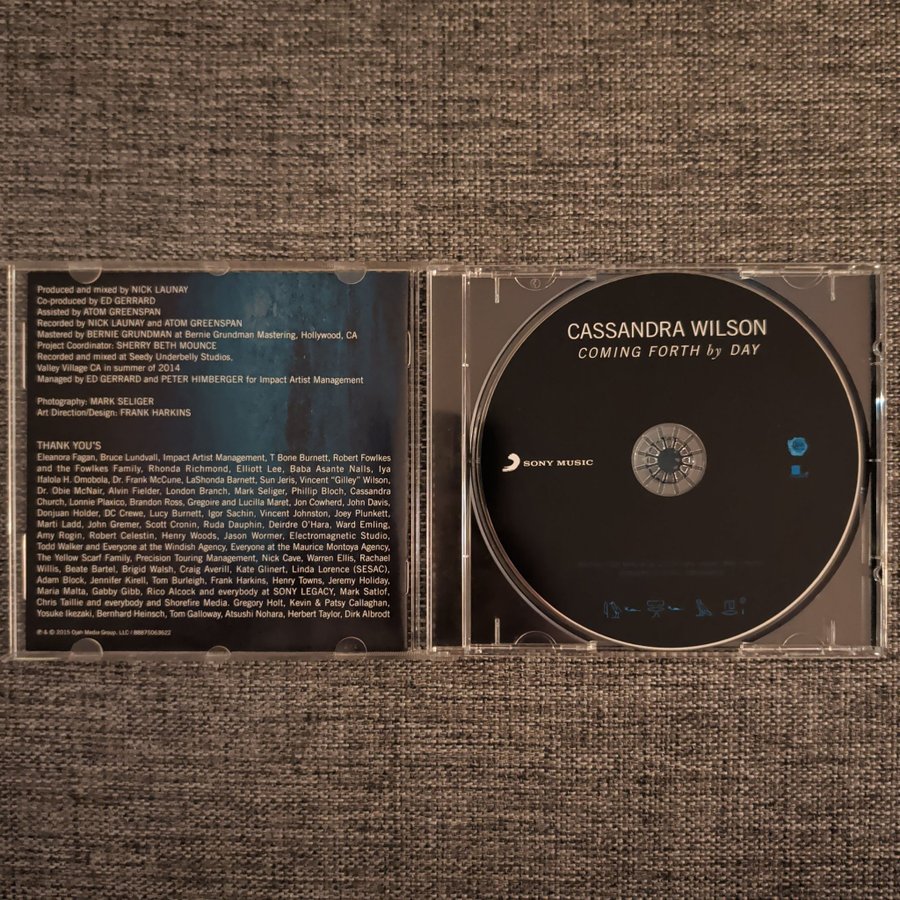 Produced and mixed by NICK LAUNAY
Co-produced by ED GERRARD
Assisted by ATOM GREENSPAN
Recorded by NICK LAUNAY and ATOM GREENSPAN
Mastered by BERNIE GRUNDMAN at Bernie Grundman Mastering, Hollywood, CA
Project Coordinator: SHERRY BETH MOUNCE
Recorded and mixed at Seedy Underbelly Studios,
Valley Village CA in summer of 2014
Managed by ED GERRARD and PETER HIMBERGER for Impact Artist Management
Photography: MARK SELIGER
Art Direction/Design: FRANK HARKINS
THANK YOU'S
Eleanora Fagan, Bruce Lundvall, Impact Artist Management, T Bone Burnett, Robert Fowlkes
and the Fowlkes Family, Rhonda Richmond, Elliott Lee, Baba Asante Nalls, Iya
Ifalola H. Omobola, Dr. Frank McCune, LaShonda Barnett, Sun Jeris, Vincent "Gilley" Wilson,
Dr. Obie McNair, Alvin Fielder, London Branch, Mark Seliger, Phillip Bloch, Cassandra
Church, Lonnie Plaxico, Brandon Ross, Gregoire and Lucilla Maret, Jon Cowherd, John Davis,
Donjuan Holder, DC Crewe, Lucy Burnett, Igor Sachin, Vincent Johnston, Joey Plunkett,
Marti Ladd, John Gremer, Scott Cronin, Ruda Dauphin, Deirdre O'Hara, Ward Emling,
Amy Rogin, Robert Celestin, Henry Woods, Jason Wormer, Electromagnetic Studio,
Todd Walker and Everyone at the Windish Agency, Everyone at the Maurice Montoya Agency,
The Yellow Scarf Family, Precision Touring Management, Nick Cave, Warren Ellis, Rachael
Willis, Beate Bartel, Brigid Walsh, Craig Averill, Kate Glinert, Linda Lorence (SESAC),
Adam Block, Jennifer Kirell, Tom Burleigh, Frank Harkins, Henry Towns, Jeremy Holiday,
Maria Malta, Gabby Gibb, Rico Alcock and everybody at SONY LEGACY, Mark Satlof,
Chris Taillie and everybody and Shorefire Media. Gregory Holt, Kevin & Patsy Callaghan,
Yosuke Ikezaki, Bernhard Heinsch, Tom Galloway, Atsushi Nohara, Herbert Taylor, Dirk Albrodt
℗ & © 2015 Ojah Media Group, LLC / 88875063622
CASSANDRA WILSON
COMING FORTH by DAY
SONY MUSIC